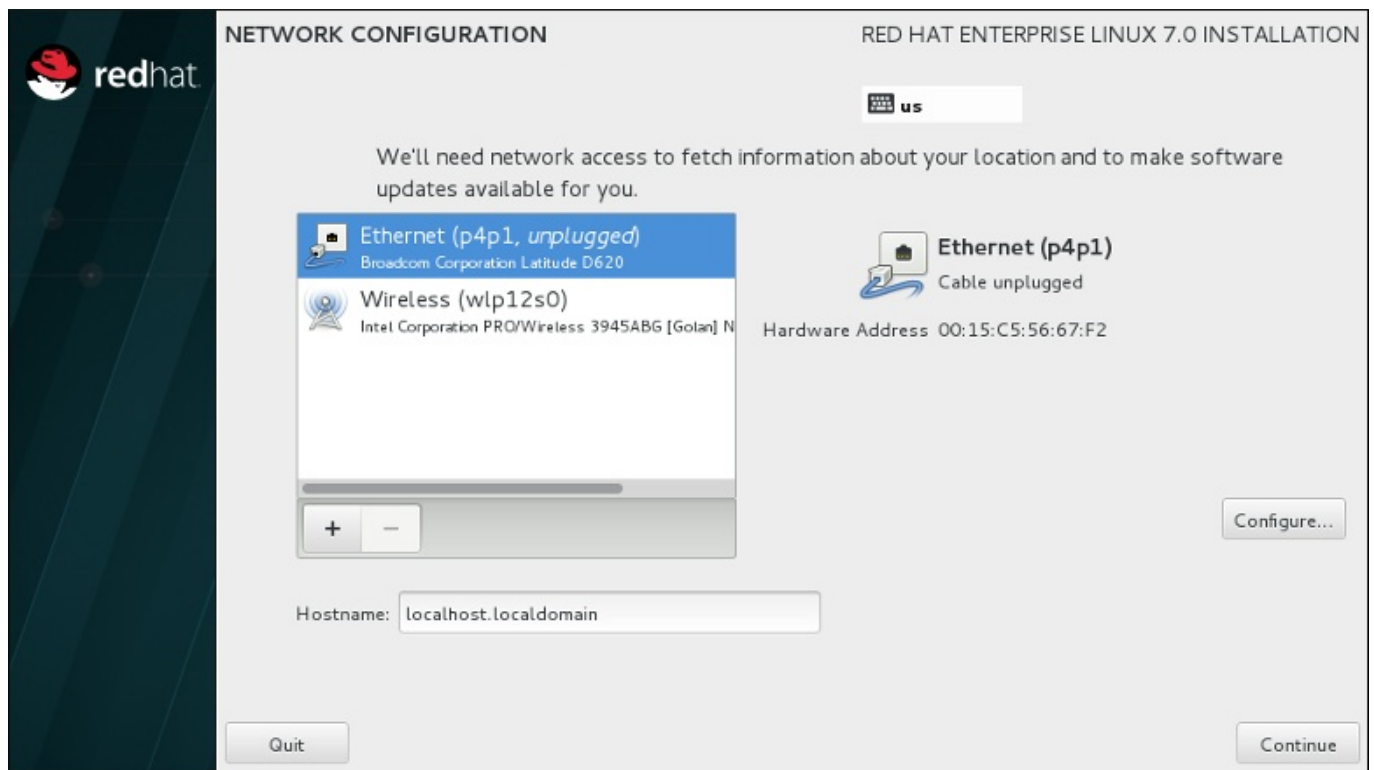 redhat.
NETWORK CONFIGURATION
RED HAT ENTERPRISE LINUX 7.0 INSTALLATION
us
We'll need network access to fetch information about your location and to make software
updates available for you.
Ethernet (p4p1, unplugged)
Broadcom Corporation Latitude D620
Wireless (wlp12s0)
Intel Corporation PRO/Wireless 3945ABG [Golan] N
Ethernet (p4p1)
Cable unplugged
Hardware Address 00:15:C5:56:67:F2
+ −
Configure...
Hostname: localhost.localdomain
Quit
Continue